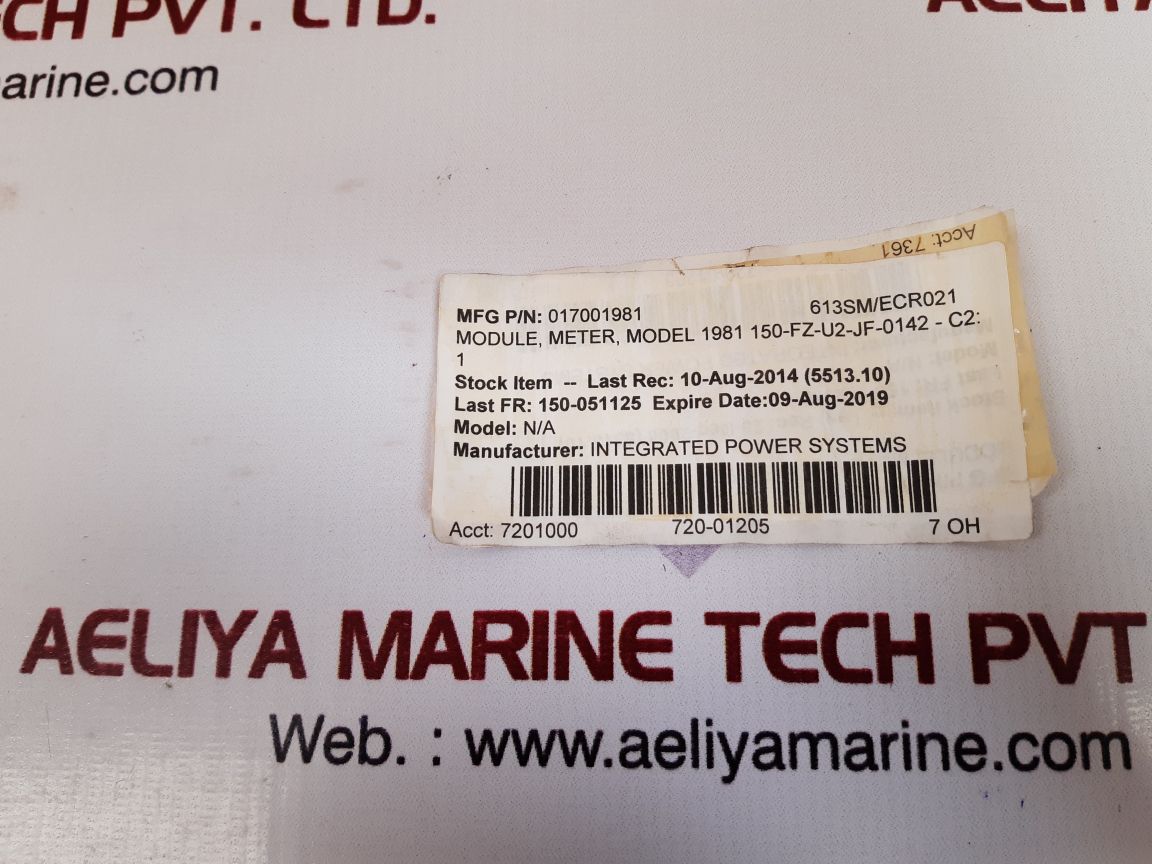 CH PVT. LTD.
arine.com
Acct: 7361
MFG P/N: 017001981 613SM/ECR021
MODULE, METER, MODEL 1981 150-FZ-U2-JF-0142 - C2:
1
Stock Item -- Last Rec: 10-Aug-2014 (5513.10)
Last FR: 150-051125 Expire Date:09-Aug-2019
Model: N/A
Manufacturer: INTEGRATED POWER SYSTEMS
Acct: 7201000 720-01205 7 OH
AELIYA MARINE TECH PVT
Web. : www.aeliyamarine.com